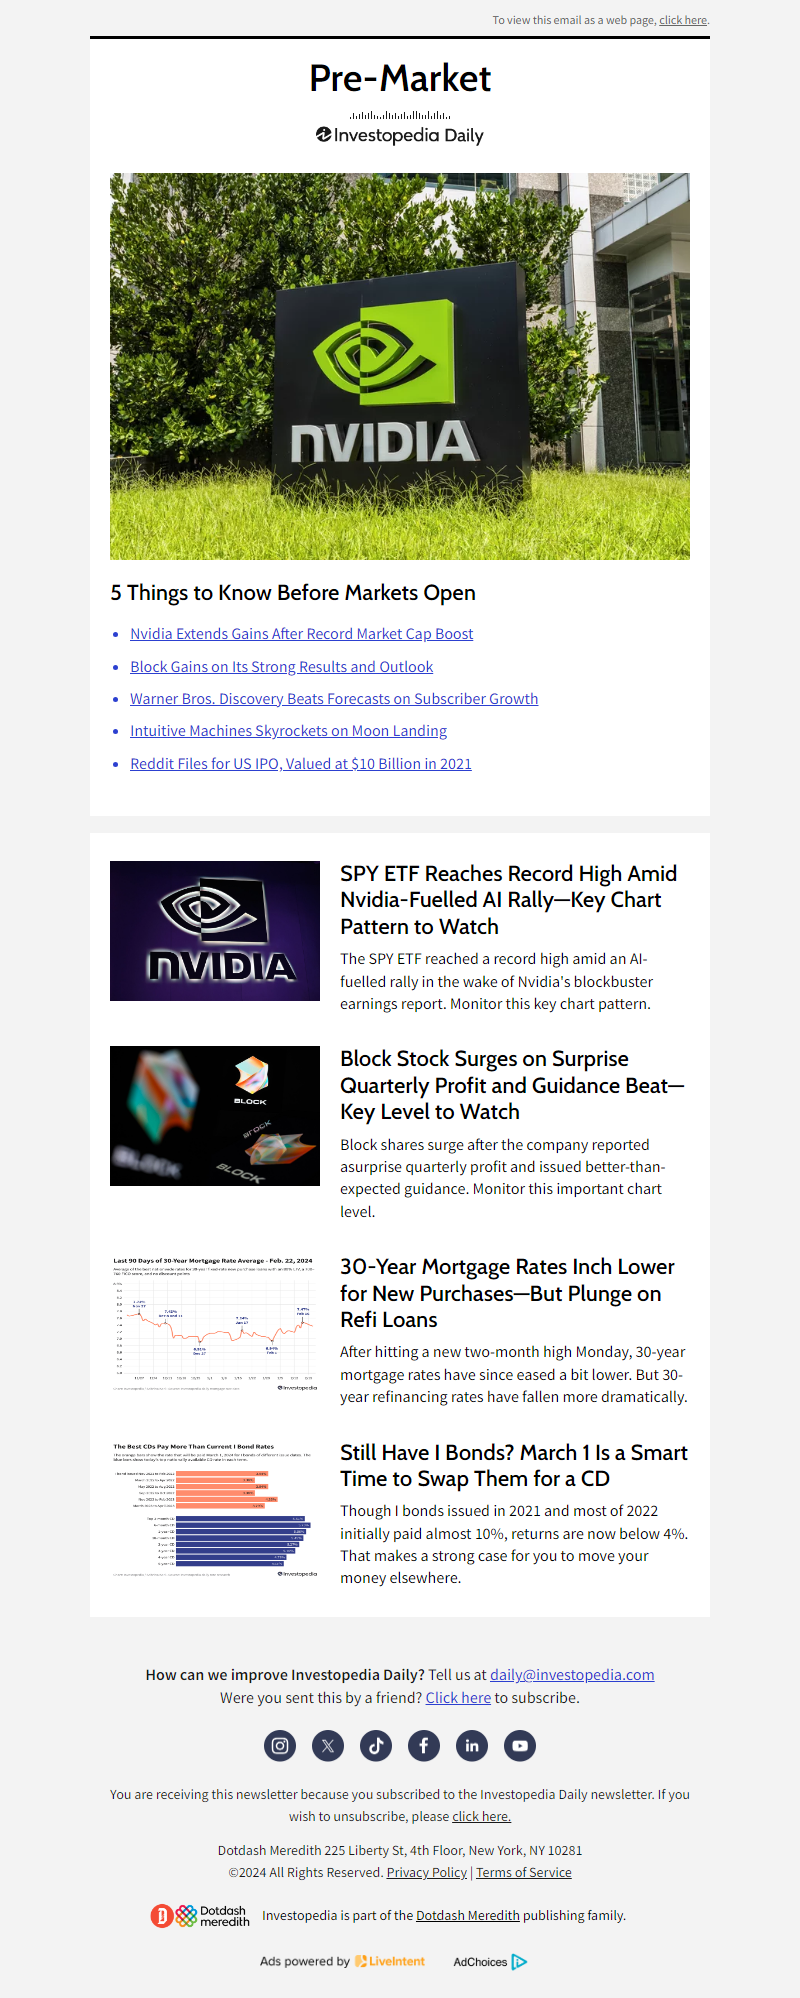 To view this email as a web page, click here.
Pre-Market
Investopedia Daily
NVIDIA
5 Things to Know Before Markets Open
Nvidia Extends Gains After Record Market Cap Boost
Block Gains on Its Strong Results and Outlook
Warner Bros. Discovery Beats Forecasts on Subscriber Growth
Intuitive Machines Skyrockets on Moon Landing
Reddit Files for US IPO, Valued at $10 Billion in 2021
NVIDIA
SPY ETF Reaches Record High Amid
Nvidia-Fuelled AI Rally—Key Chart
Pattern to Watch
The SPY ETF reached a record high amid an AI-
fuelled rally in the wake of Nvidia's blockbuster
earnings report. Monitor this key chart pattern.
BLOCK
BLOCK
BLOCK
BLOCK
Block Stock Surges on Surprise
Quarterly Profit and Guidance Beat—
Key Level to Watch
Block shares surge after the company reported
asurprise quarterly profit and issued better-than-
expected guidance. Monitor this important chart
level.
Last 90 Days of 30-Year Mortgage Rate Average - Feb. 22, 2024
Investopedia
30-Year Mortgage Rates Inch Lower
for New Purchases—But Plunge on
Refi Loans
After hitting a new two-month high Monday, 30-year
mortgage rates have since eased a bit lower. But 30-
year refinancing rates have fallen more dramatically.
The Best CDs Pay More Than Current I Bond Rates
Investopedia
Still Have I Bonds? March 1 Is a Smart
Time to Swap Them for a CD
Though I bonds issued in 2021 and most of 2022
initially paid almost 10%, returns are now below 4%.
That makes a strong case for you to move your
money elsewhere.
How can we improve Investopedia Daily? Tell us at daily@investopedia.com
Were you sent this by a friend? Click here to subscribe.
You are receiving this newsletter because you subscribed to the Investopedia Daily newsletter. If you
wish to unsubscribe, please click here.
Dotdash Meredith 225 Liberty St, 4th Floor, New York, NY 10281
©2024 All Rights Reserved. Privacy Policy | Terms of Service
Dotdash
meredith
Investopedia is part of the Dotdash Meredith publishing family.
Ads powered by LiveIntent
AdChoices